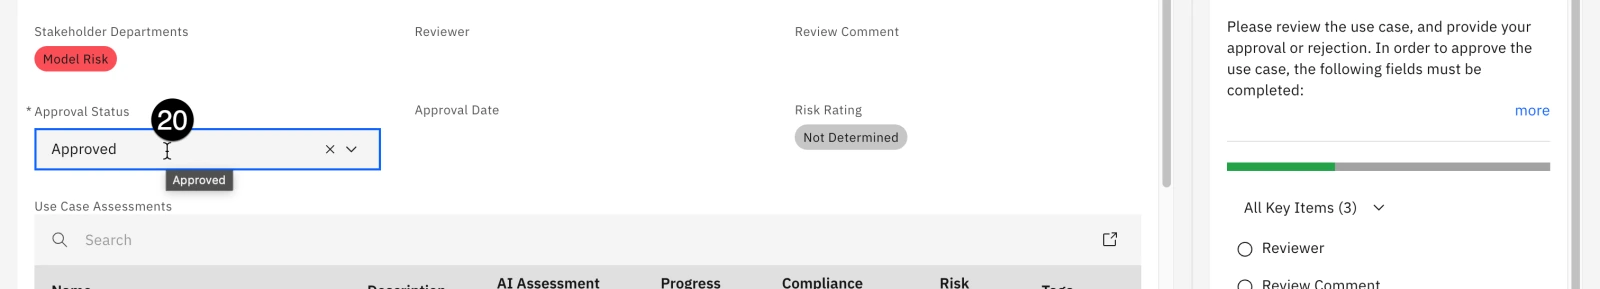 Stakeholder Departments
Reviewer
Review Comment
Model Risk
* Approval Status
20
Approval Date
Risk Rating
Approved
Not Determined
Approved
Use Case Assessments
Search
Name
Description
AI Assessment
Progress
Compliance
Risk
Tags
Please review the use case, and provide your
approval or rejection. In order to approve the
use case, the following fields must be
completed:
more
All Key Items (3)
Reviewer
Review Comment